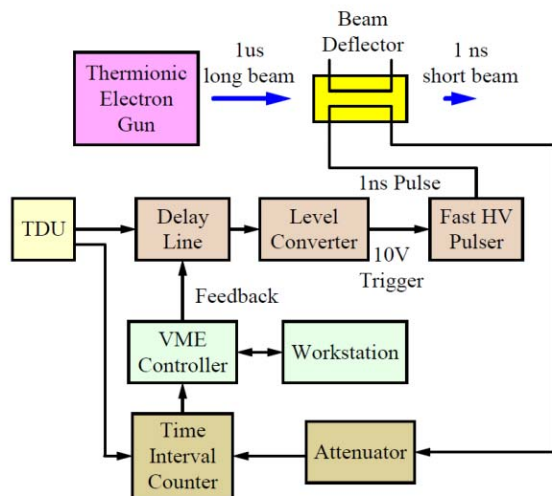 Beam
Deflector
1us
long beam
1 ns
short beam
Thermionic
Electron
Gun
1ns Pulse
TDU
Delay
Line
Level
Converter
Fast HV
Pulser
10V
Trigger
Feedback
VME
Controller
Workstation
Time
Interval
Counter
Attenuator